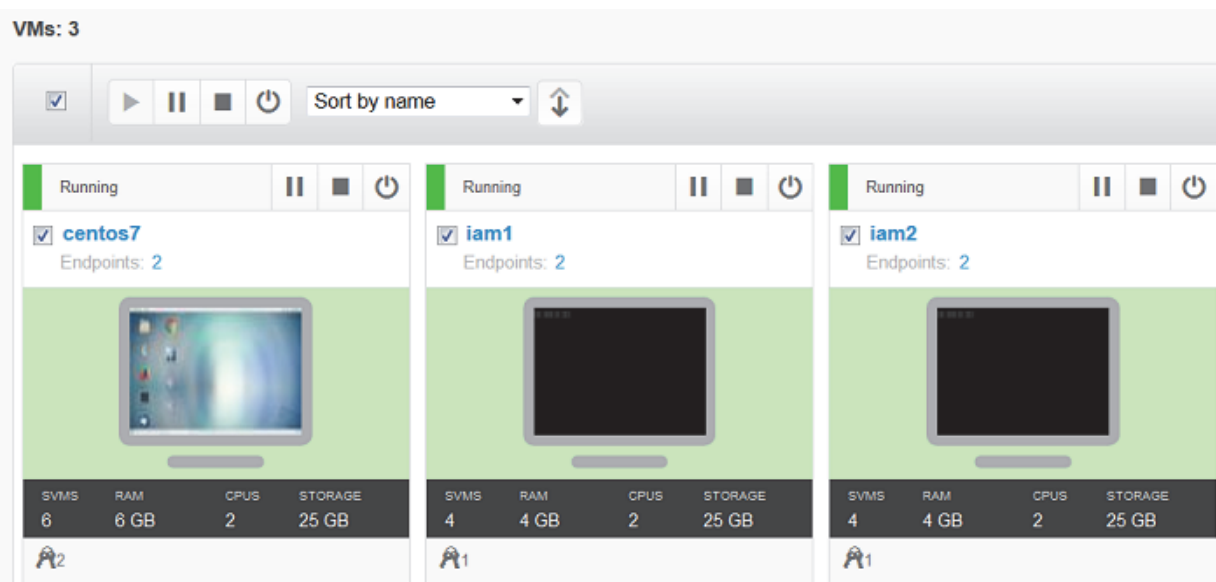 VMs: 3
Sort by name
Running
centos7
Endpoints: 2
SVMS RAM CPUS STORAGE
6 6 GB 2 25 GB
2
Running
iam1
Endpoints: 2
SVMS RAM CPUS STORAGE
4 4 GB 2 25 GB
1
Running
iam2
Endpoints: 2
SVMS RAM CPUS STORAGE
4 4 GB 2 25 GB
1